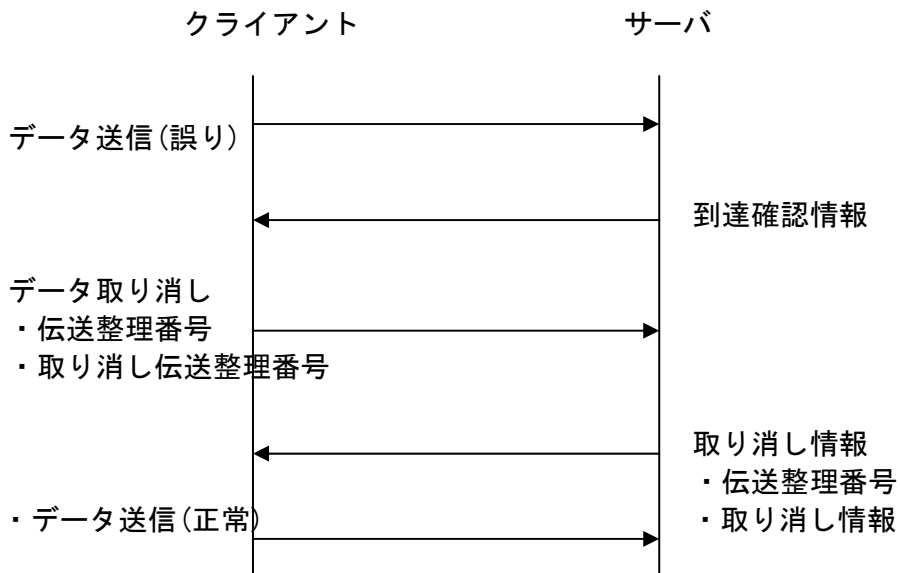 クライアント
サーバ
データ送信(誤り)
到達確認情報
データ取り消し
・伝送整理番号
・取り消し伝送整理番号
取り消し情報
・伝送整理番号
・取り消し情報
・データ送信(正常)